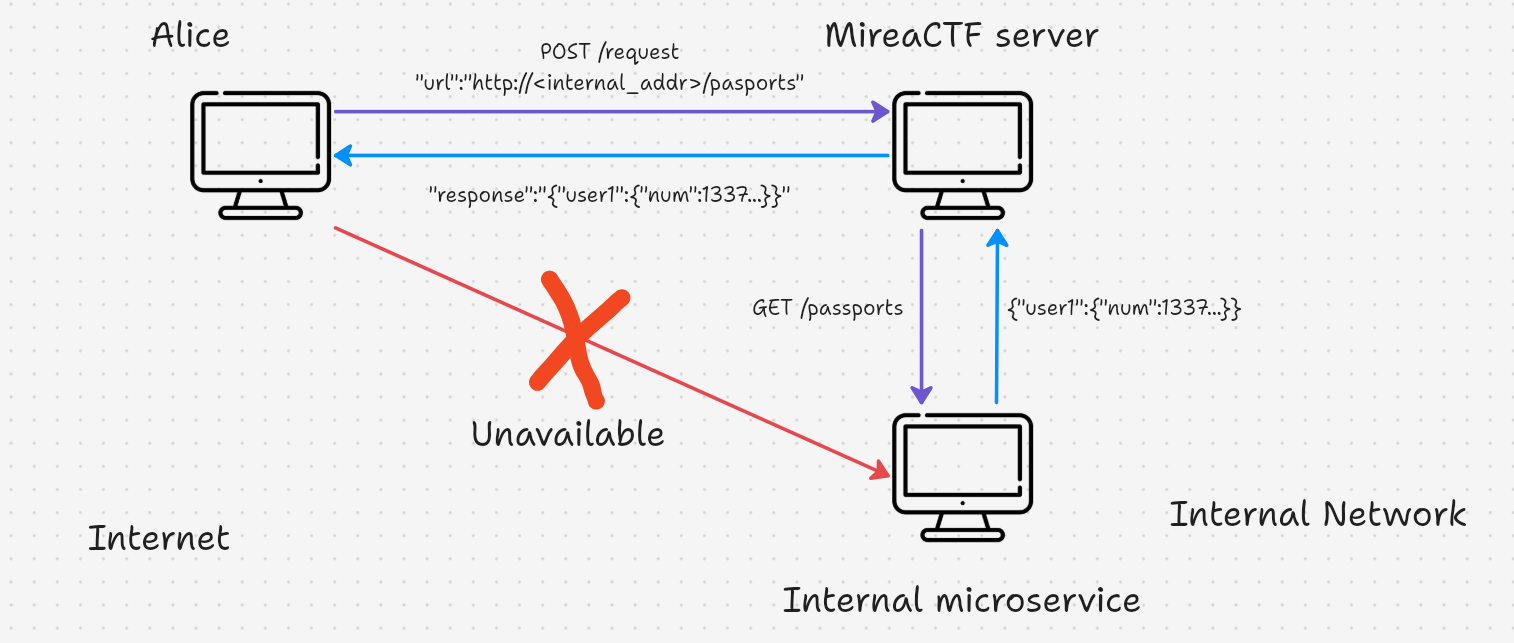 Alice
MireaCTF server
POST /request
"url":"http://<internal_addr>/pasports"
"response":"{"user1":{"num":1337...}}"
GET /passports
{"user1":{"num":1337...}}
Unavailable
Internet
Internal Network
Internal microservice